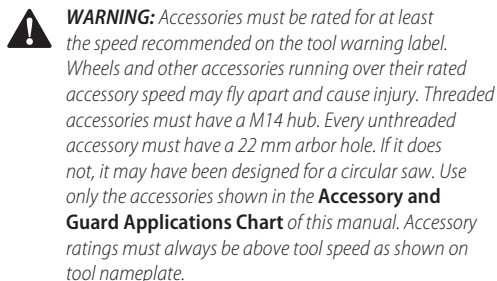 WARNING: Accessories must be rated for at least
the speed recommended on the tool warning label.
Wheels and other accessories running over their rated
accessory speed may fly apart and cause injury. Threaded
accessories must have a M14 hub. Every unthreaded
accessory must have a 22 mm arbor hole. If it does
not, it may have been designed for a circular saw. Use
only the accessories shown in the Accessory and
Guard Applications Chart of this manual. Accessory
ratings must always be above tool speed as shown on
tool nameplate.